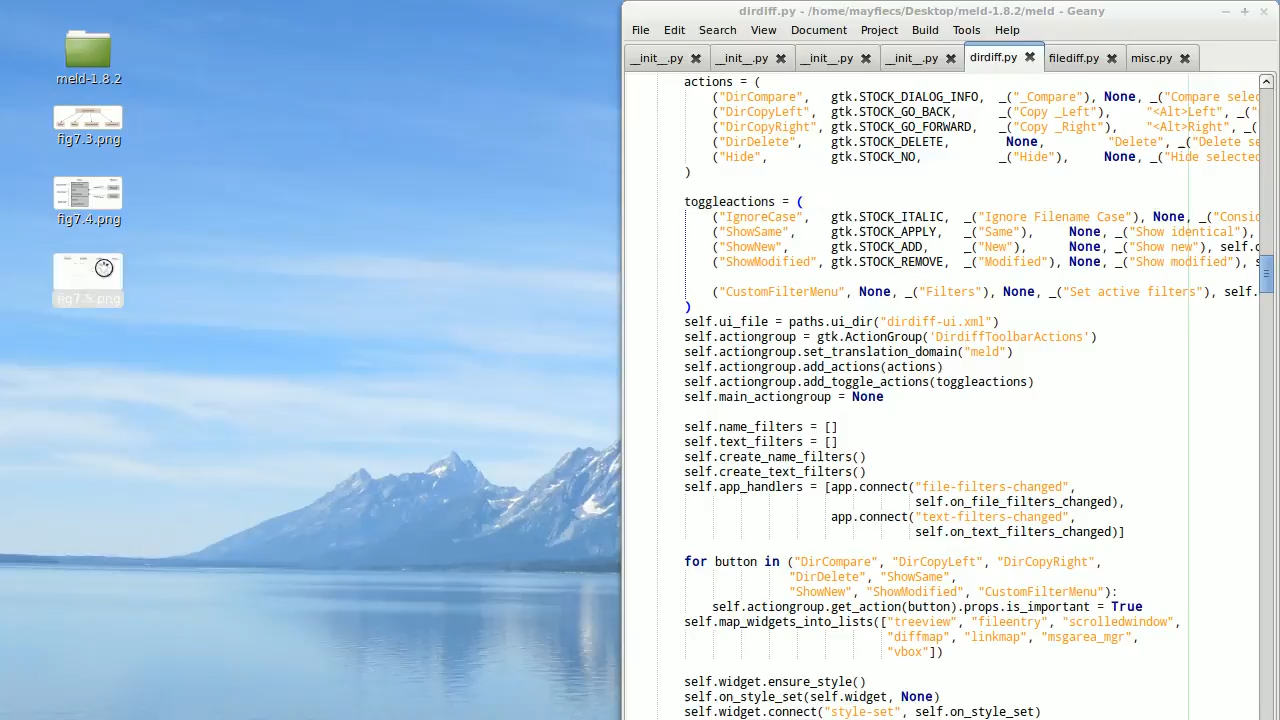 meld-1.8.2
fig7.3.png
fig7.4.png
fig7.5.png
dirdiff.py - /home/mayfiecs/Desktop/meld-1.8.2/meld - Geany
File Edit Search View Document Project Build Tools Help
__init__.py __init__.py __init__.py __init__.py dirdiff.py filediff.py misc.py
actions = (
("DirCompare", gtk.STOCK_DIALOG_INFO, _("_Compare"), None, _("Compare selec
("DirCopyLeft", gtk.STOCK_GO_BACK, _("Copy _Left"), "<Alt>Left", _("
("DirCopyRight", gtk.STOCK_GO_FORWARD, _("Copy _Right"), "<Alt>Right", _(
("DirDelete", gtk.STOCK_DELETE, None, "Delete", _("Delete se
("Hide", gtk.STOCK_NO, _("Hide"), None, _("Hide selected
)
toggleactions = (
("IgnoreCase", gtk.STOCK_ITALIC, _("Ignore Filename Case"), None, _("Consi
("ShowSame", gtk.STOCK_APPLY, _("Same"), None, _("Show identical"),
("ShowNew", gtk.STOCK_ADD, _("New"), None, _("Show new"), self.o
("ShowModified", gtk.STOCK_REMOVE, _("Modified"), None, _("Show modified"), s
("CustomFilterMenu", None, _("Filters"), None, _("Set active filters"), self.
)
self.ui_file = paths.ui_dir("dirdiff-ui.xml")
self.actiongroup = gtk.ActionGroup('DirdiffToolbarActions')
self.actiongroup.set_translation_domain("meld")
self.actiongroup.add_actions(actions)
self.actiongroup.add_toggle_actions(toggleactions)
self.main_actiongroup = None
self.name_filters = []
self.text_filters = []
self.create_name_filters()
self.create_text_filters()
self.app_handlers = [app.connect("file-filters-changed",
self.on_file_filters_changed),
app.connect("text-filters-changed",
self.on_text_filters_changed)]
for button in ("DirCompare", "DirCopyLeft", "DirCopyRight",
"DirDelete", "ShowSame",
"ShowNew", "ShowModified", "CustomFilterMenu"):
self.actiongroup.get_action(button).props.is_important = True
self.map_widgets_into_lists(["treeview", "fileentry", "scrolledwindow",
"diffmap", "linkmap", "msgarea_mgr",
"vbox"])
self.widget.ensure_style()
self.on_style_set(self.widget, None)
self.widget.connect("style-set", self.on_style_set)